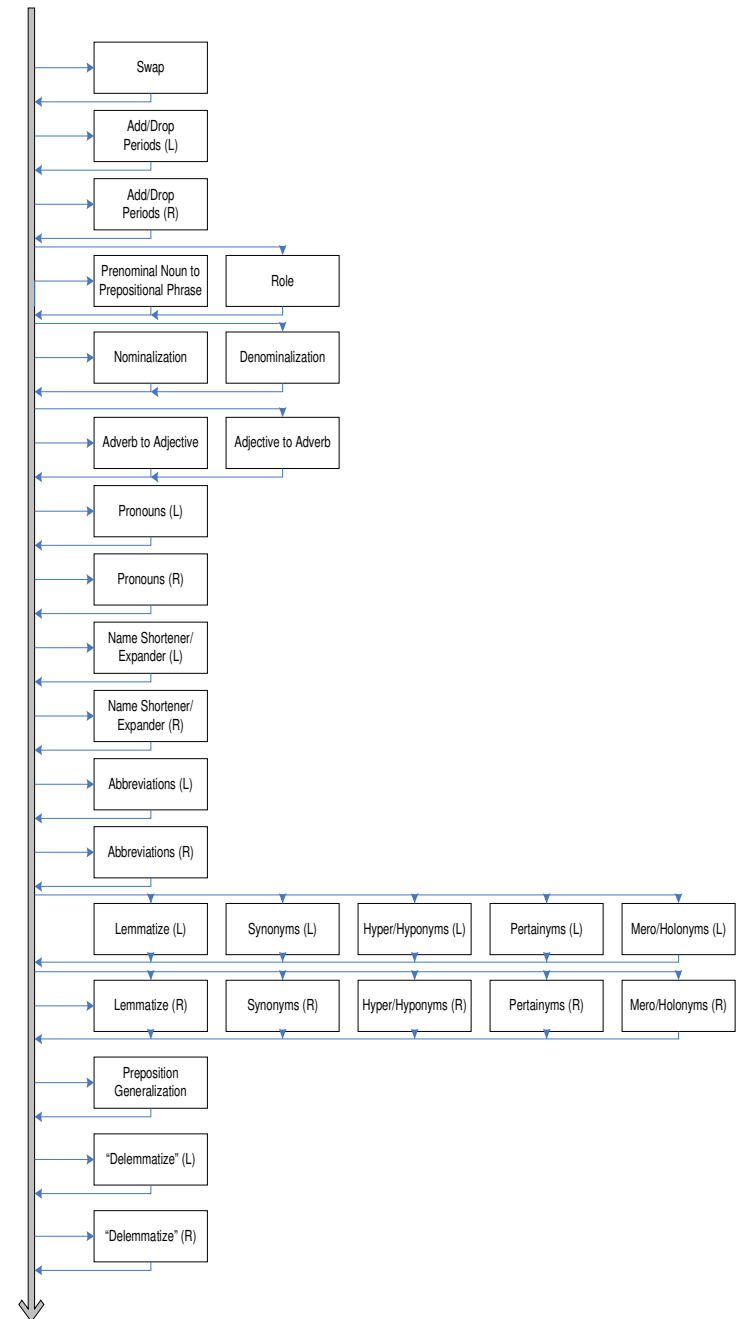 Swap
Add/Drop
Periods (L)
Add/Drop
Periods (R)
Prenominal Noun to
Prepositional Phrase
Role
Nominalization
Denominalization
Adverb to Adjective
Adjective to Adverb
Pronouns (L)
Pronouns (R)
Name Shortener/
Expander (L)
Name Shortener/
Expander (R)
Abbreviations (L)
Abbreviations (R)
Lemmatize (L)
Synonyms (L)
Hyper/Hyponyms (L)
Pertainyms (L)
Mero/Holonyms (L)
Lemmatize (R)
Synonyms (R)
Hyper/Hyponyms (R)
Pertainyms (R)
Mero/Holonyms (R)
Preposition
Generalization
“Delemmatize” (L)
“Delemmatize” (R)